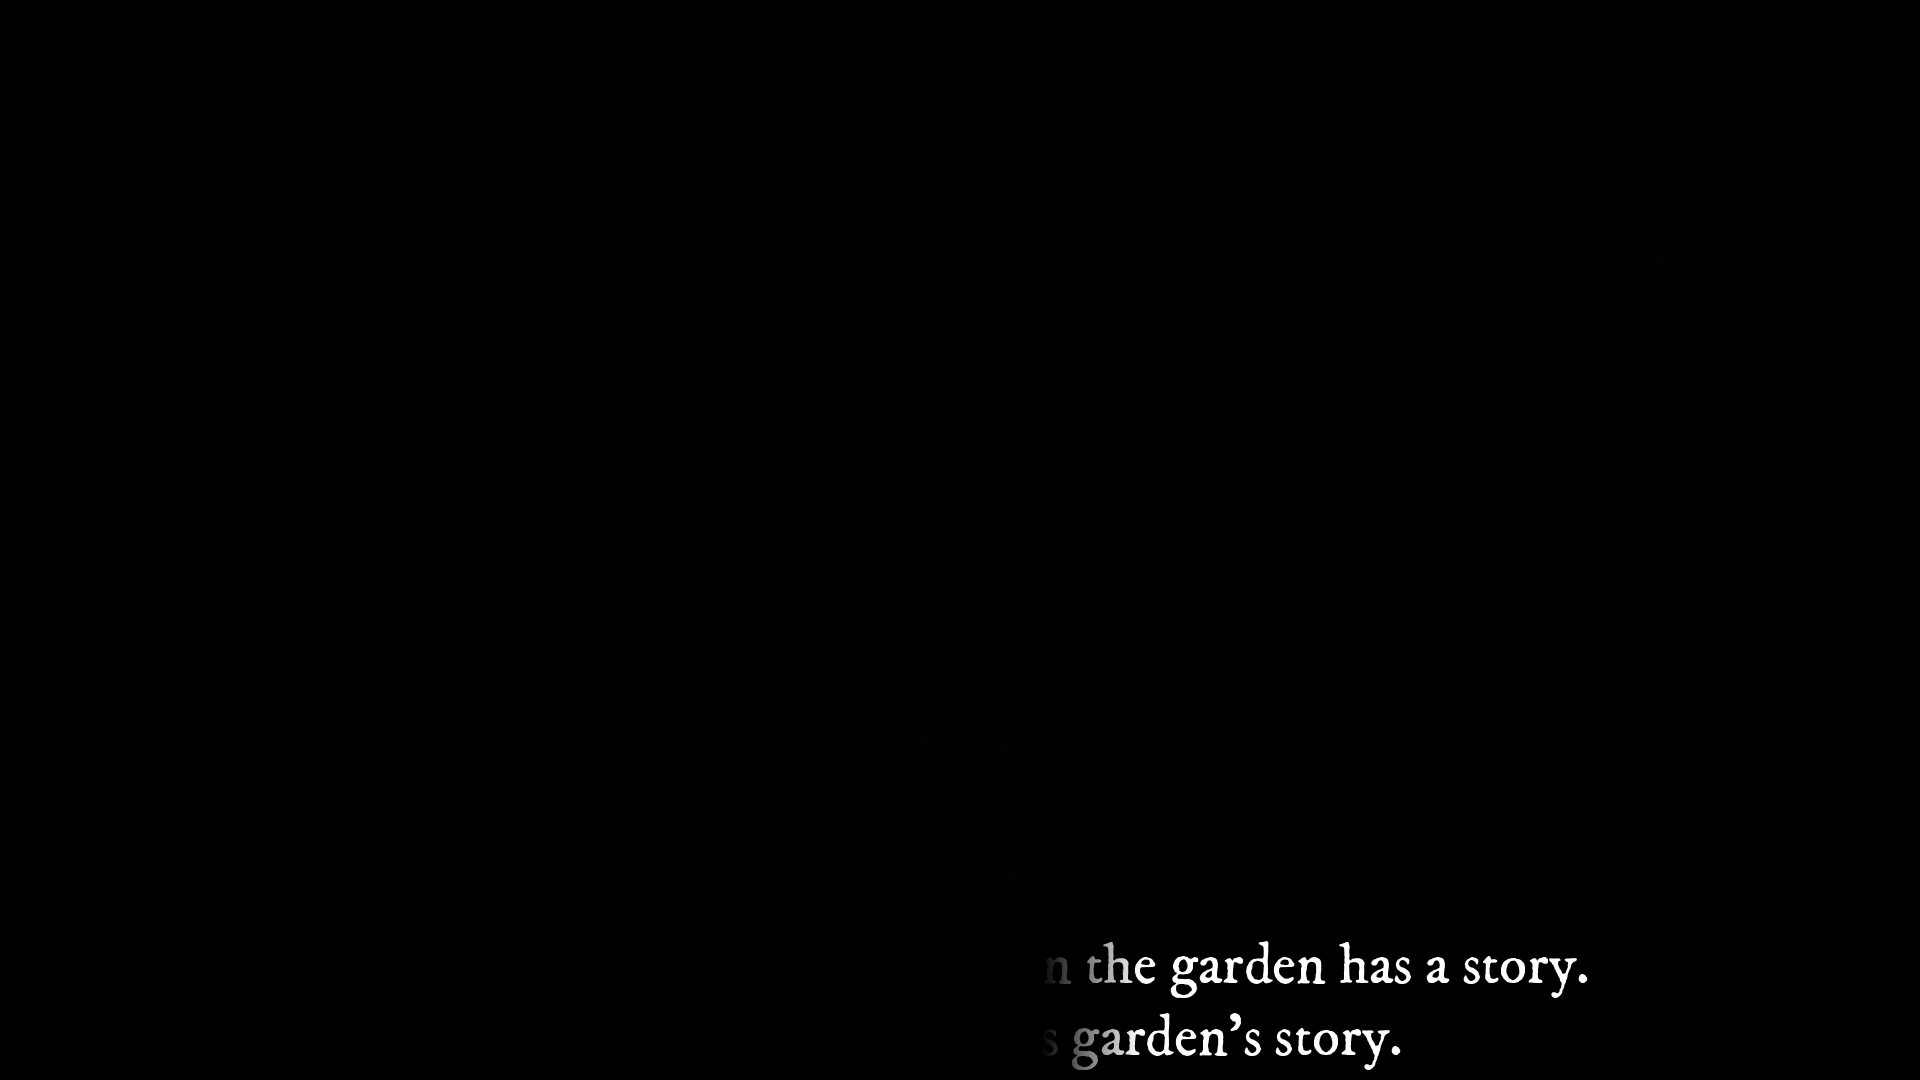 n the garden has a story.
s garden’s story.